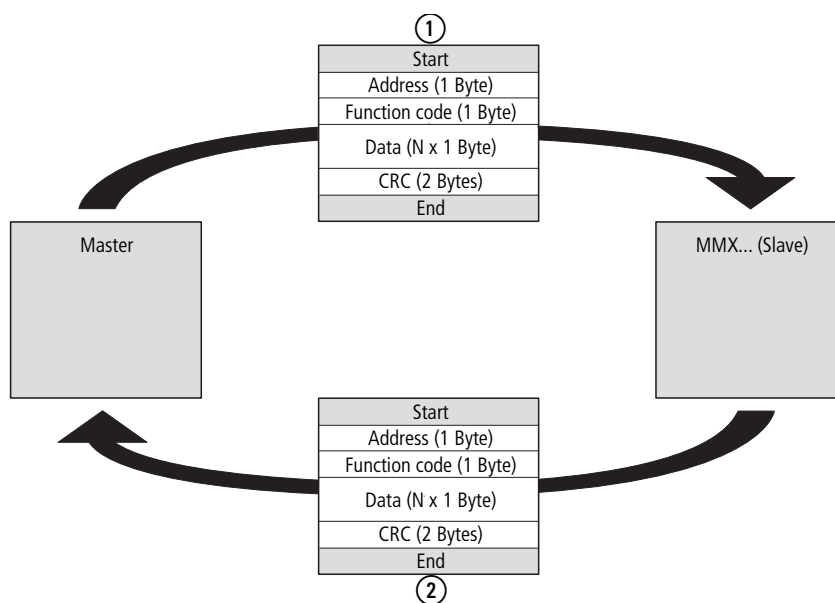 ①
Start
Address (1 Byte)
Function code (1 Byte)
Data (N x 1 Byte)
CRC (2 Bytes)
End
Master
MMX... (Slave)
Start
Address (1 Byte)
Function code (1 Byte)
Data (N x 1 Byte)
CRC (2 Bytes)
End
②